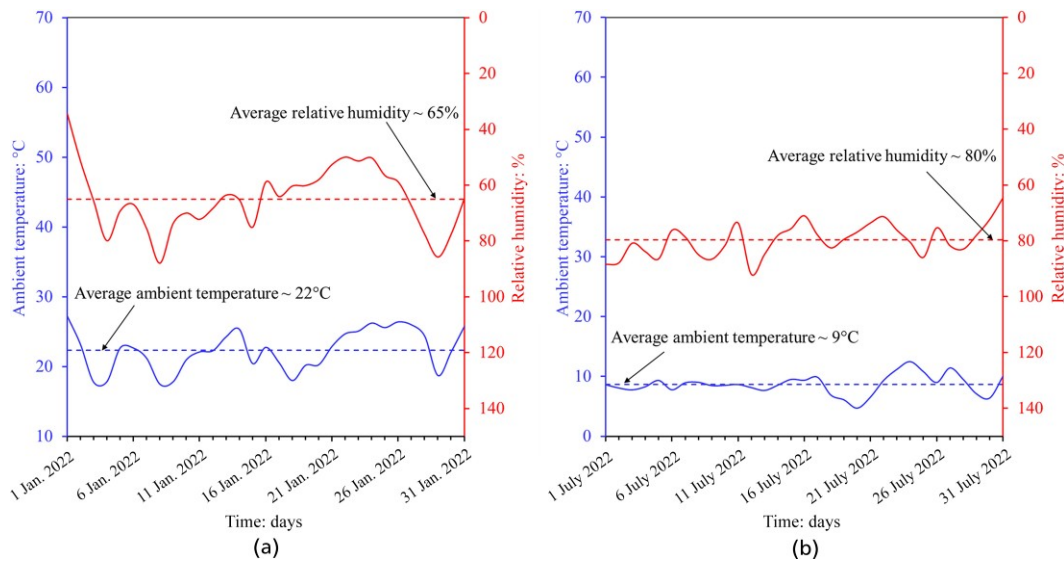 70
60
50
40
30
20
10
Ambient temperature: °C
0
20
40
60
80
100
120
140
Relative humidity: %
Average relative humidity ~ 65%
Average ambient temperature ~ 22°C
1 Jan. 2022
6 Jan. 2022
11 Jan. 2022
16 Jan. 2022
21 Jan. 2022
26 Jan. 2022
31 Jan. 2022
Time: days
(a)
70
60
50
40
30
20
10
0
Ambient temperature: °C
0
20
40
60
80
100
120
140
Relative humidity: %
Average relative humidity ~ 80%
Average ambient temperature ~ 9°C
1 July 2022
6 July 2022
11 July 2022
16 July 2022
21 July 2022
26 July 2022
31 July 2022
Time: days
(b)